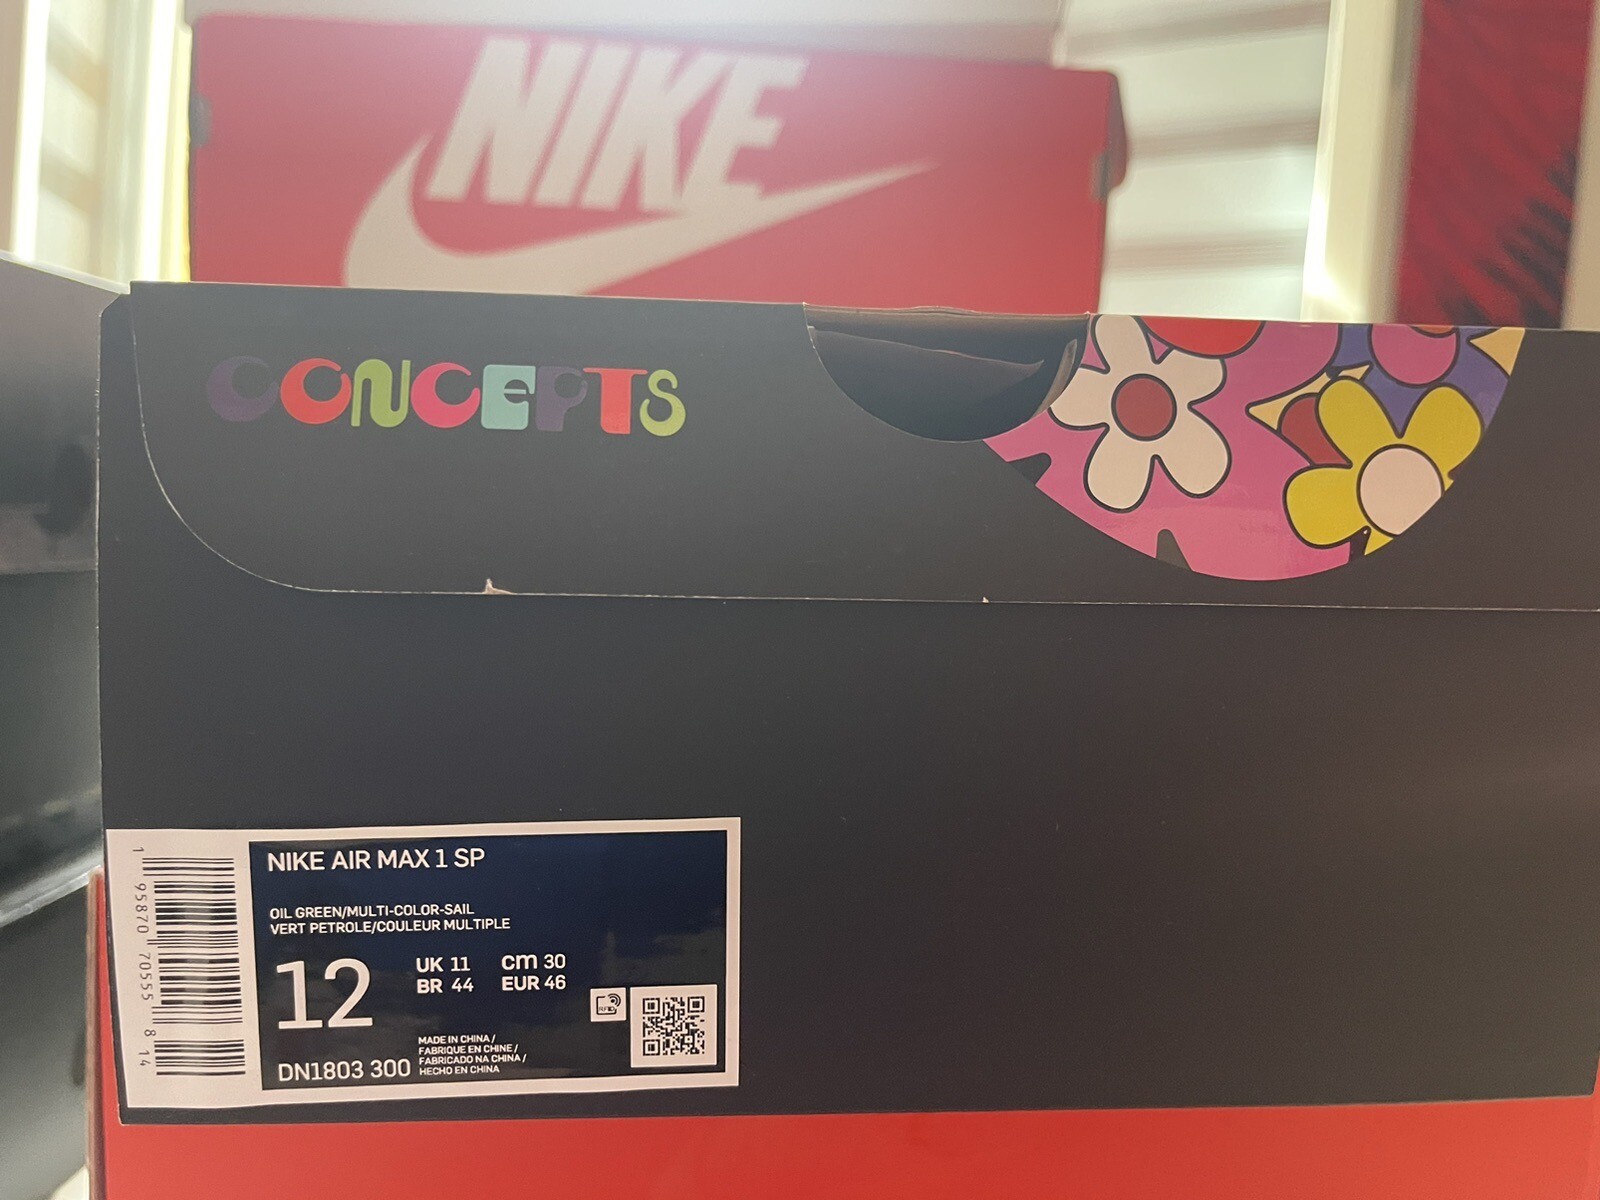 NIKE
CONCEPTS
NIKE AIR MAX 1 SP
OIL GREEN/MULTI-COLOR-SAIL
VERT PETROLE/COULEUR MULTIPLE
12
UK 11 cm 30
BR 44 EUR 46
MADE IN CHINA /
FABRIQUE EN CHINE /
FABRICADO NA CHINA /
HECHO EN CHINA
DN1803 300
1 95870 70555 8 14